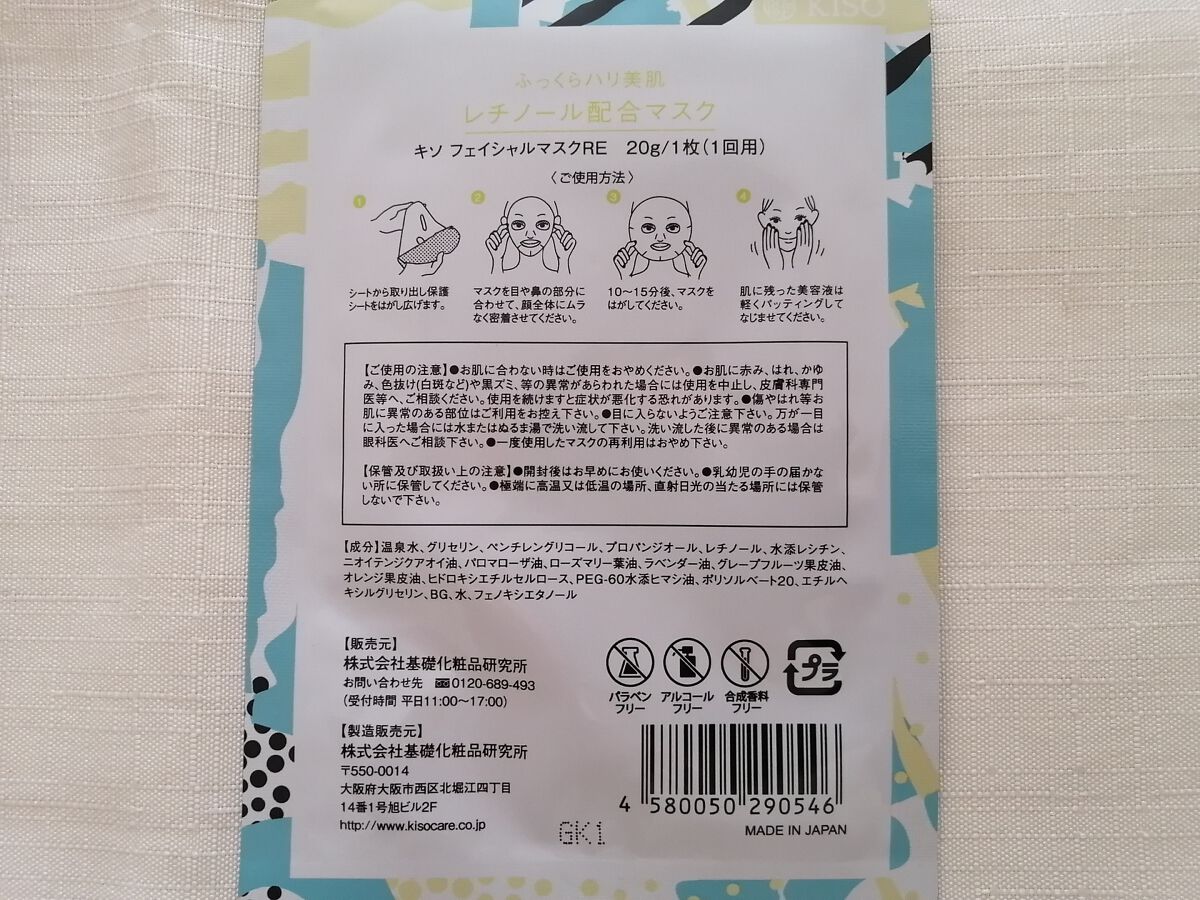 KISO
ふっくらハリ美肌
レチノール配合マスク
キソ フェイシャルマスクRE 20g/1枚(1回用)
〈ご使用方法〉
1
シートから取り出し保護
シートをはがし広げます。
2
マスクを目や鼻の部分に
合わせて、顔全体にムラ
なく密着させてください。
3
10〜15分後、マスクを
はがしてください。
4
肌に残った美容液は
軽くパッティングして
なじませてください。
【ご使用の注意】●お肌に合わない時はご使用をおやめください。●お肌に赤み、はれ、かゆ
み、色抜け(白斑など)や黒ズミ、等の異常があらわれた場合には使用を中止し、皮膚科専門
医等へ、ご相談ください。使用を続けますと症状が悪化する恐れがあります。●傷やはれ等お
肌に異常のある部位はご利用をお控え下さい。●目に入らないようご注意下さい。万が一目
に入った場合には水またはぬるま湯で洗い流して下さい。洗い流した後に異常のある場合は
眼科医へご相談下さい。●一度使用したマスクの再利用はおやめ下さい。
【保管及び取扱い上の注意】●開封後はお早めにお使いください。●乳幼児の手の届かな
い所に保管してください。●極端に高温又は低温の場所、直射日光の当たる場所には保管
しないで下さい。
【成分】温泉水、グリセリン、ペンチレングリコール、プロパンジオール、レチノール、水添レシチン、
ニオイテンジクアオイ油、パロマローザ油、ローズマリー葉油、ラベンダー油、グレープフルーツ果皮油、
オレンジ果皮油、ヒドロキシエチルセルロース、PEG-60水添ヒマシ油、ポリソルベート20、エチルヘ
キシルグリセリン、BG、水、フェノキシエタノール
【販売元】
株式会社基礎化粧品研究所
お問い合わせ先 0120-689-493
(受付時間 平日11:00〜17:00)
【製造販売元】
株式会社基礎化粧品研究所
〒550-0014
大阪府大阪市西区北堀江四丁目
14番1号旭ビル2F
http://www.kisocare.co.jp
パラベン
フリー
アルコール
フリー
合成香料
フリー
プラ
4 580050 290546
MADE IN JAPAN
GK1